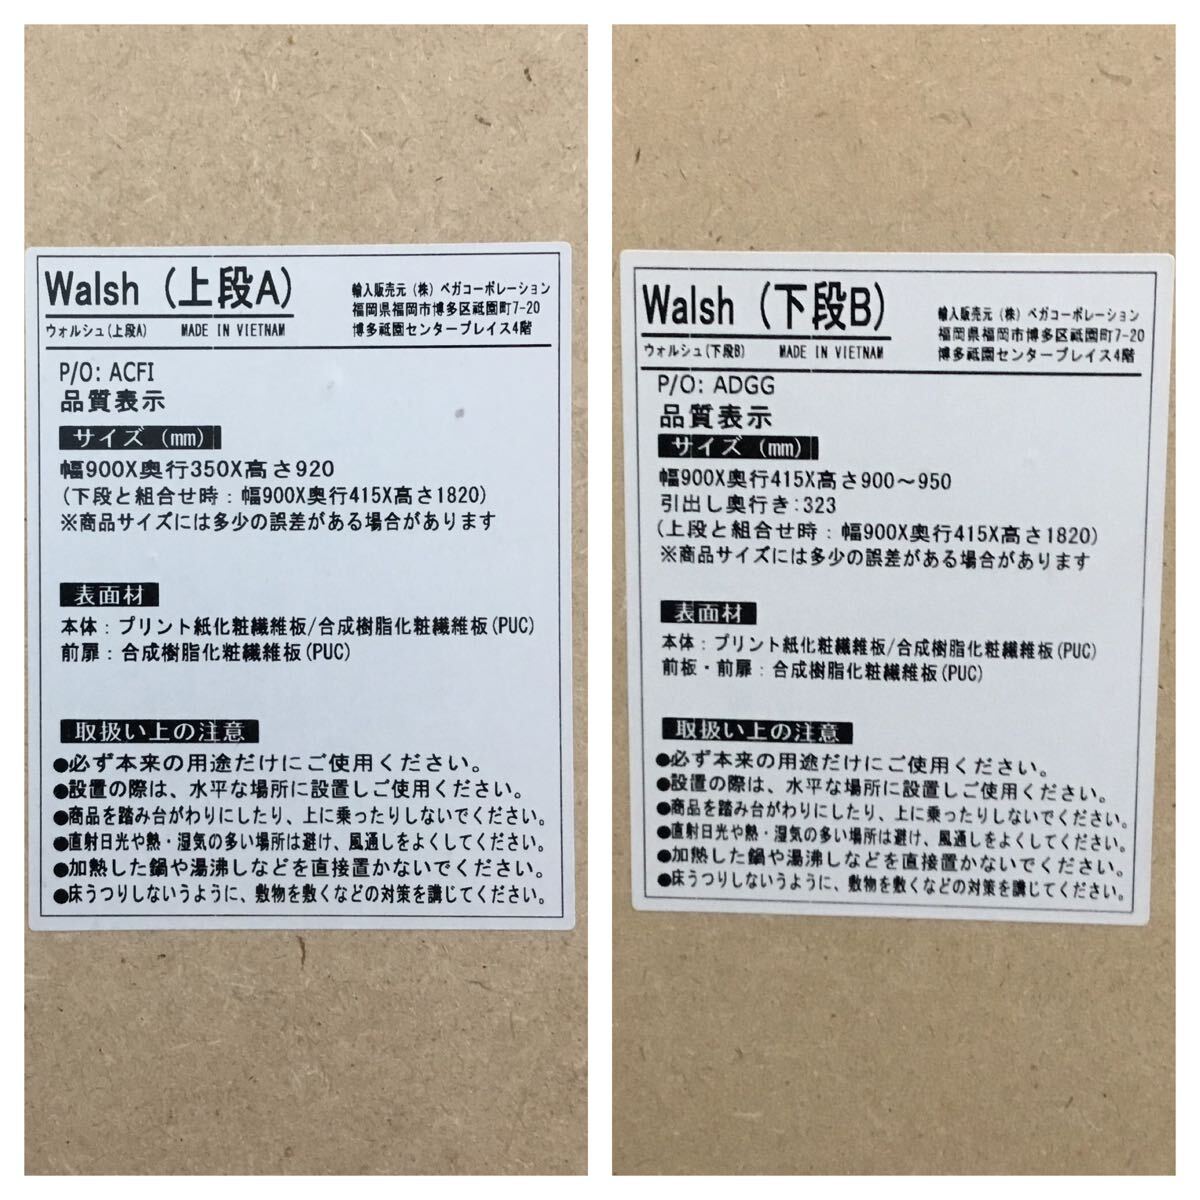 Walsh（上段A）
ウォルシュ(上段A) MADE IN VIETNAM
輸入販売元（株）ベガコーポレーション
福岡県福岡市博多区祇園町7-20
博多祇園センタープレイス4階
P/O: ACFI
品質表示
サイズ（mm）
幅900X奥行350X高さ920
(下段と組合せ時：幅900X奥行415X高さ1820)
※商品サイズには多少の誤差がある場合があります
表面材
本体：プリント紙化粧繊維板/合成樹脂化粧繊維板(PUC)
前扉：合成樹脂化粧繊維板(PUC)
取扱い上の注意
●必ず本来の用途だけにご使用ください。
●設置の際は、水平な場所に設置しご使用ください。
●商品を踏み台がわりにしたり、上に乗ったりしないでください。
●直射日光や熱・湿気の多い場所は避け、風通しをよくしてください。
●加熱した鍋や湯沸しなどを直接置かないでください。
●床うつりしないうように、敷物を敷くなどの対策を講じてください。
Walsh（下段B）
ウォルシュ(下段B) MADE IN VIETNAM
輸入販売元（株）ベガコーポレーション
福岡県福岡市博多区祇園町7-20
博多祇園センタープレイス4階
P/O: ADGG
品質表示
サイズ（mm）
幅900X奥行415X高さ900～950
引出し奥行き:323
(上段と組合せ時：幅900X奥行415X高さ1820)
※商品サイズには多少の誤差がある場合があります
表面材
本体：プリント紙化粧繊維板/合成樹脂化粧繊維板(PUC)
前板・前扉：合成樹脂化粧繊維板(PUC)
取扱い上の注意
●必ず本来の用途だけにご使用ください。
●設置の際は、水平な場所に設置しご使用ください。
●商品を踏み台がわりにしたり、上に乗ったりしないでください。
●直射日光や熱・湿気の多い場所は避け、風通しをよくしてください。
●加熱した鍋や湯沸しなどを直接置かないでください。
●床うつりしないうように、敷物を敷くなどの対策を講じてください。